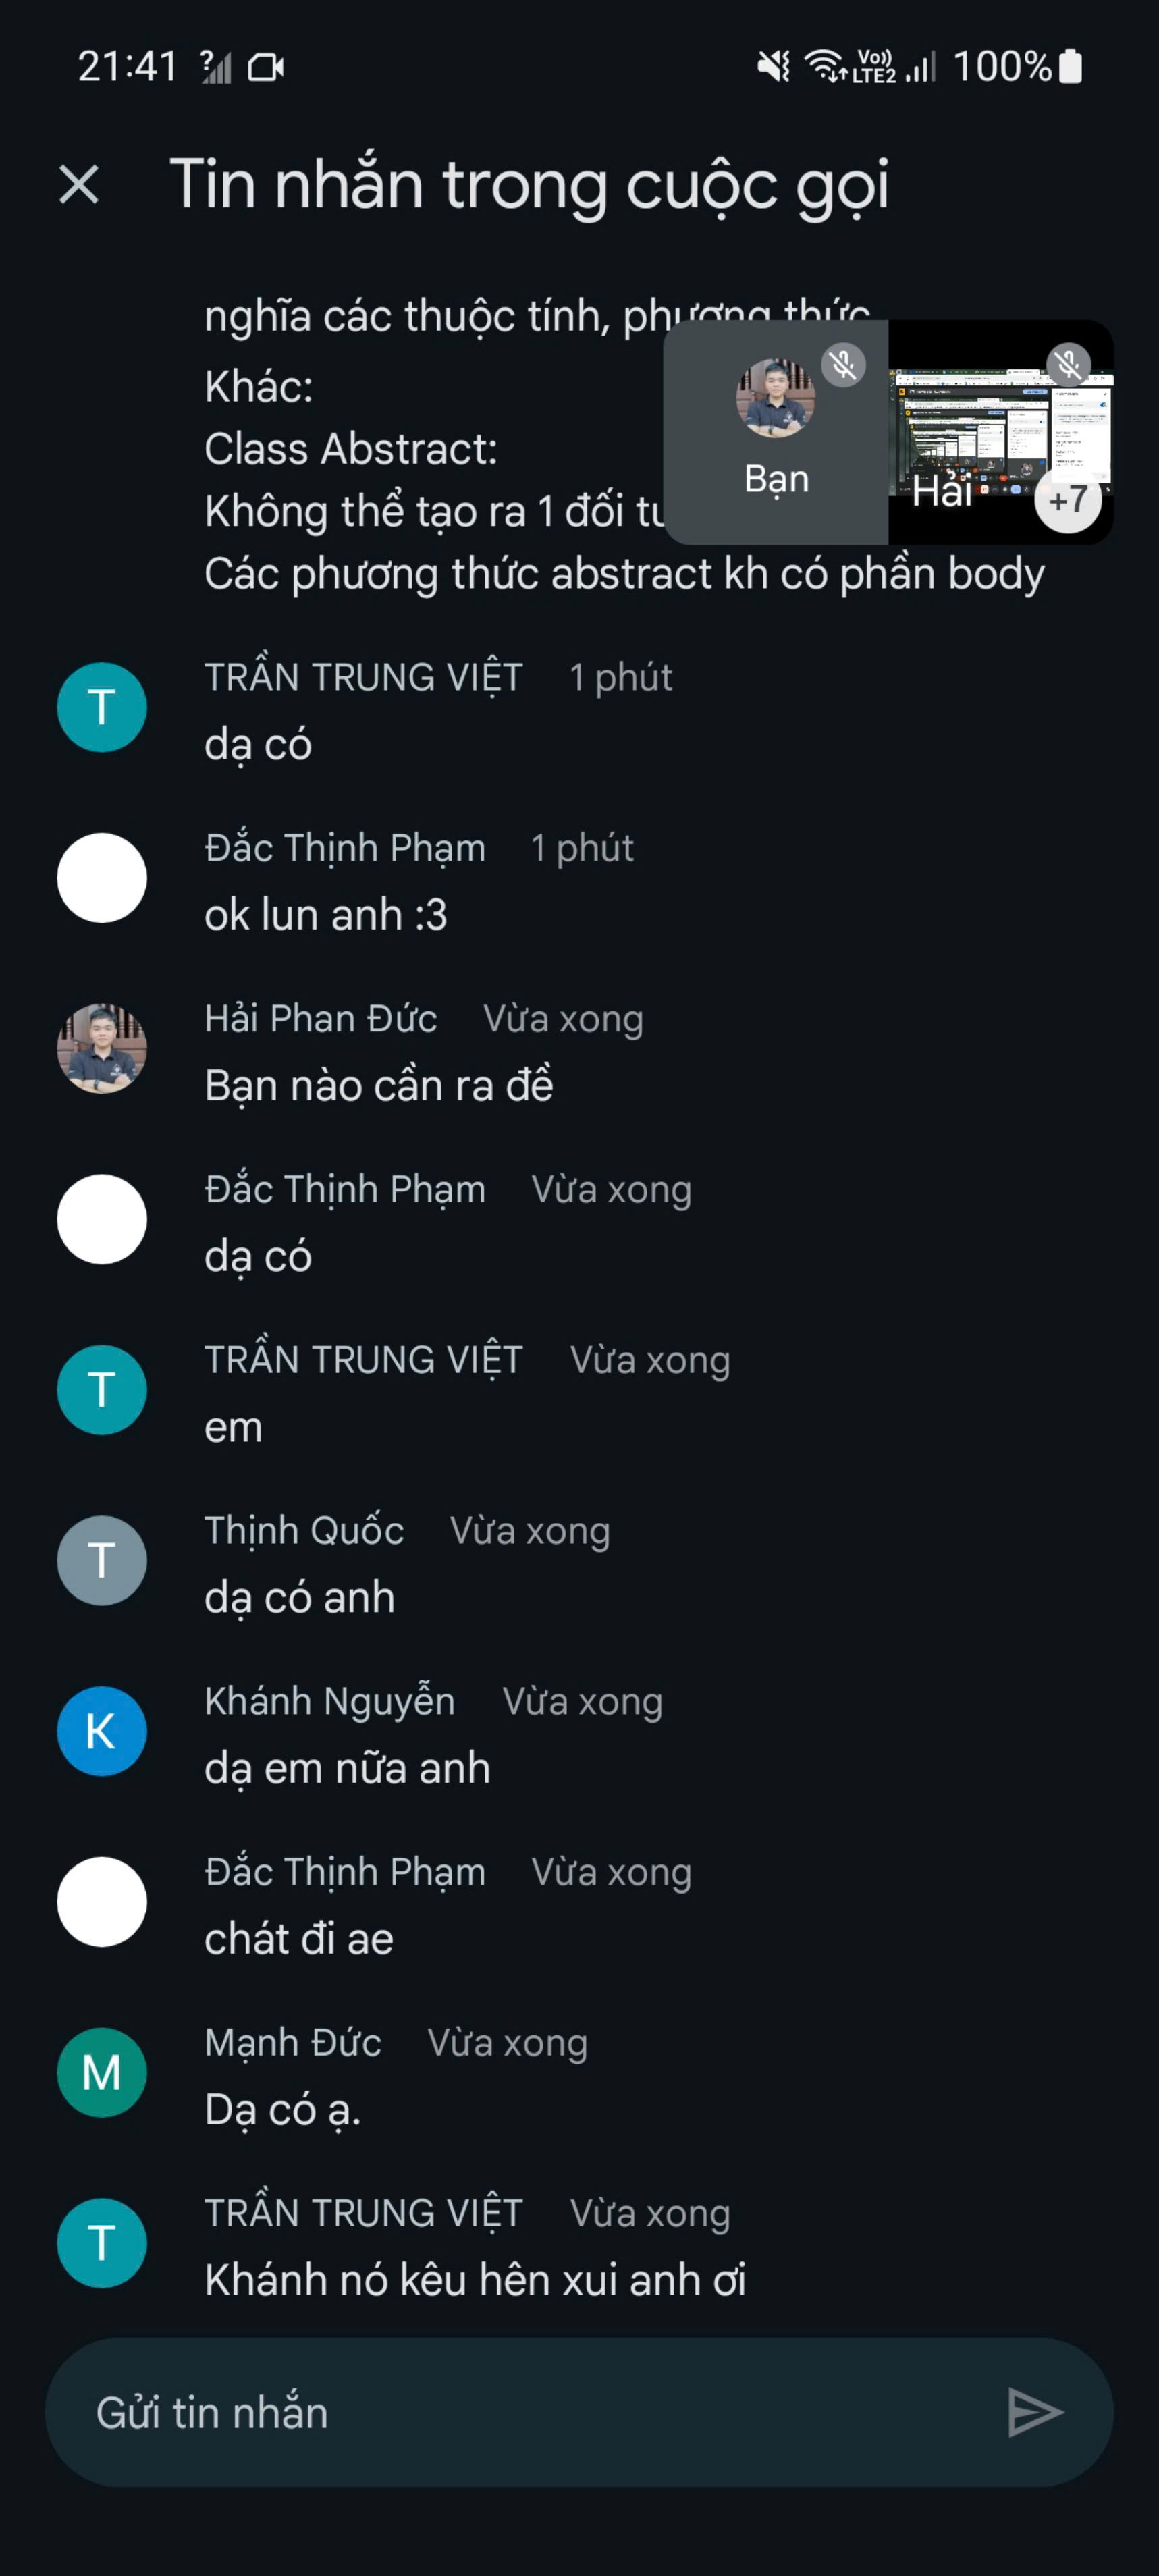 21:41
Vo))
LTE2
100%
Tin nhắn trong cuộc gọi
nghĩa các thuộc tính, phương thức
Khác:
Class Abstract:
Không thể tạo ra 1 đối
Các phương thức abstract kh có phần body
Bạn
Hải
+7
TRẦN TRUNG VIỆT 1 phút
dạ có
Đắc Thịnh Phạm 1 phút
ok lun anh :3
Hải Phan Đức Vừa xong
Bạn nào cần ra đề
Đắc Thịnh Phạm Vừa xong
dạ có
T
TRẦN TRUNG VIỆT Vừa xong
em
T
Thịnh Quốc Vừa xong
dạ có anh
K
Khánh Nguyễn Vừa xong
dạ em nữa anh
Đắc Thịnh Phạm Vừa xong
chát đi ae
M
Mạnh Đức Vừa xong
Dạ có ạ.
T
TRẦN TRUNG VIỆT Vừa xong
Khánh nó kêu hên xui anh ơi
Gửi tin nhắn